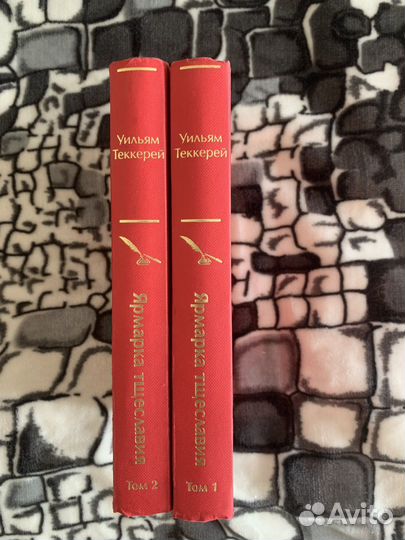 Уильям
Теккерей
Ярмарка тщеславия
Том 2
Уильям
Теккерей
Ярмарка тщеславия
Том 1
Avito